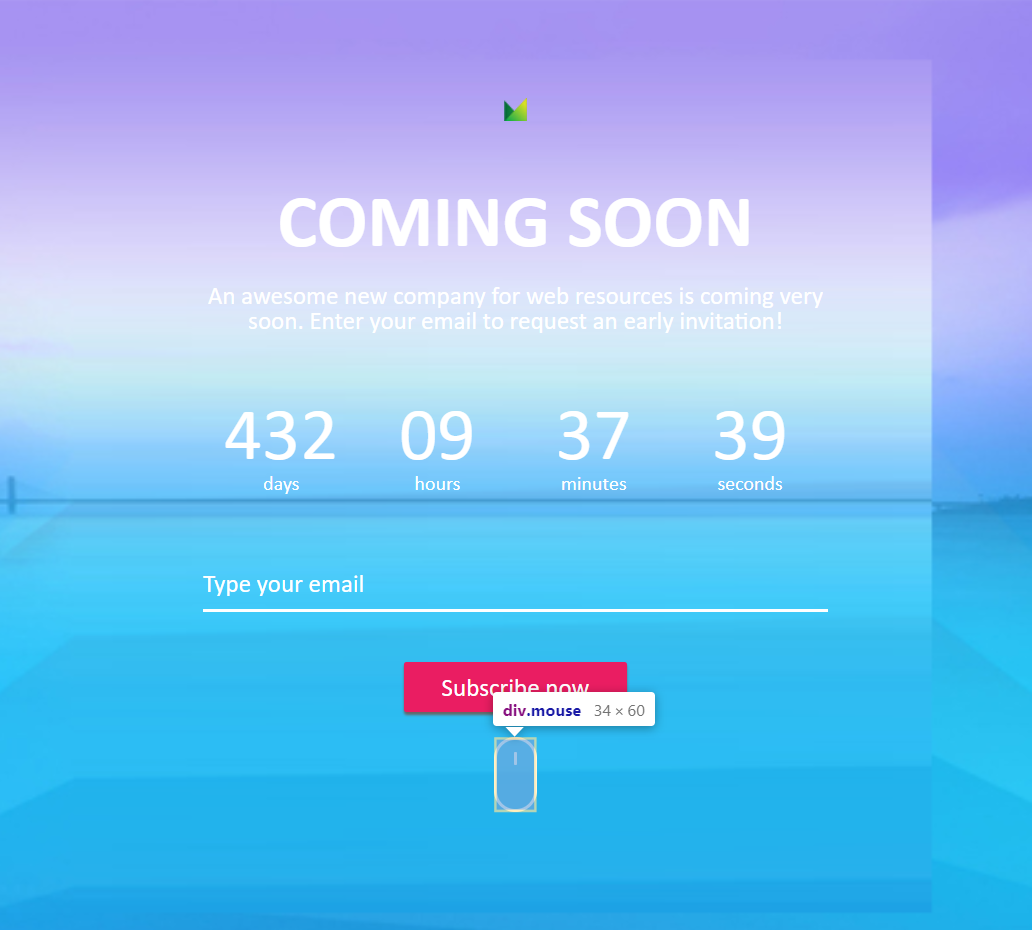 COMING SOON
An awesome new company for web resources is coming very
soon. Enter your email to request an early invitation!
432 09 37 39
days hours minutes seconds
Type your email
Subscribe now
div.mouse 34 × 60